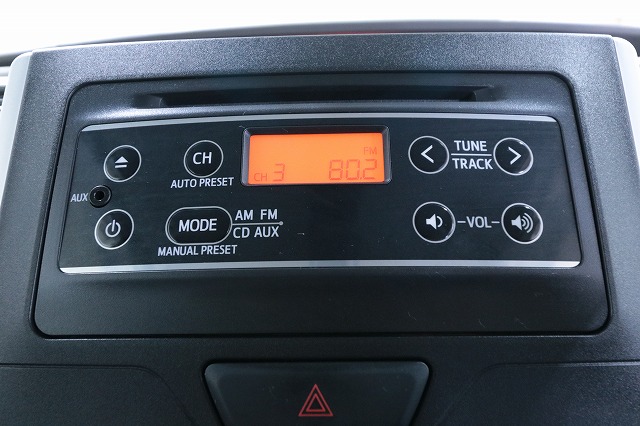 CH
AUTO PRESET
FM
CH 3 80.2
TUNE
TRACK
AUX
MODE
AM FM
CD AUX
MANUAL PRESET
-VOL-